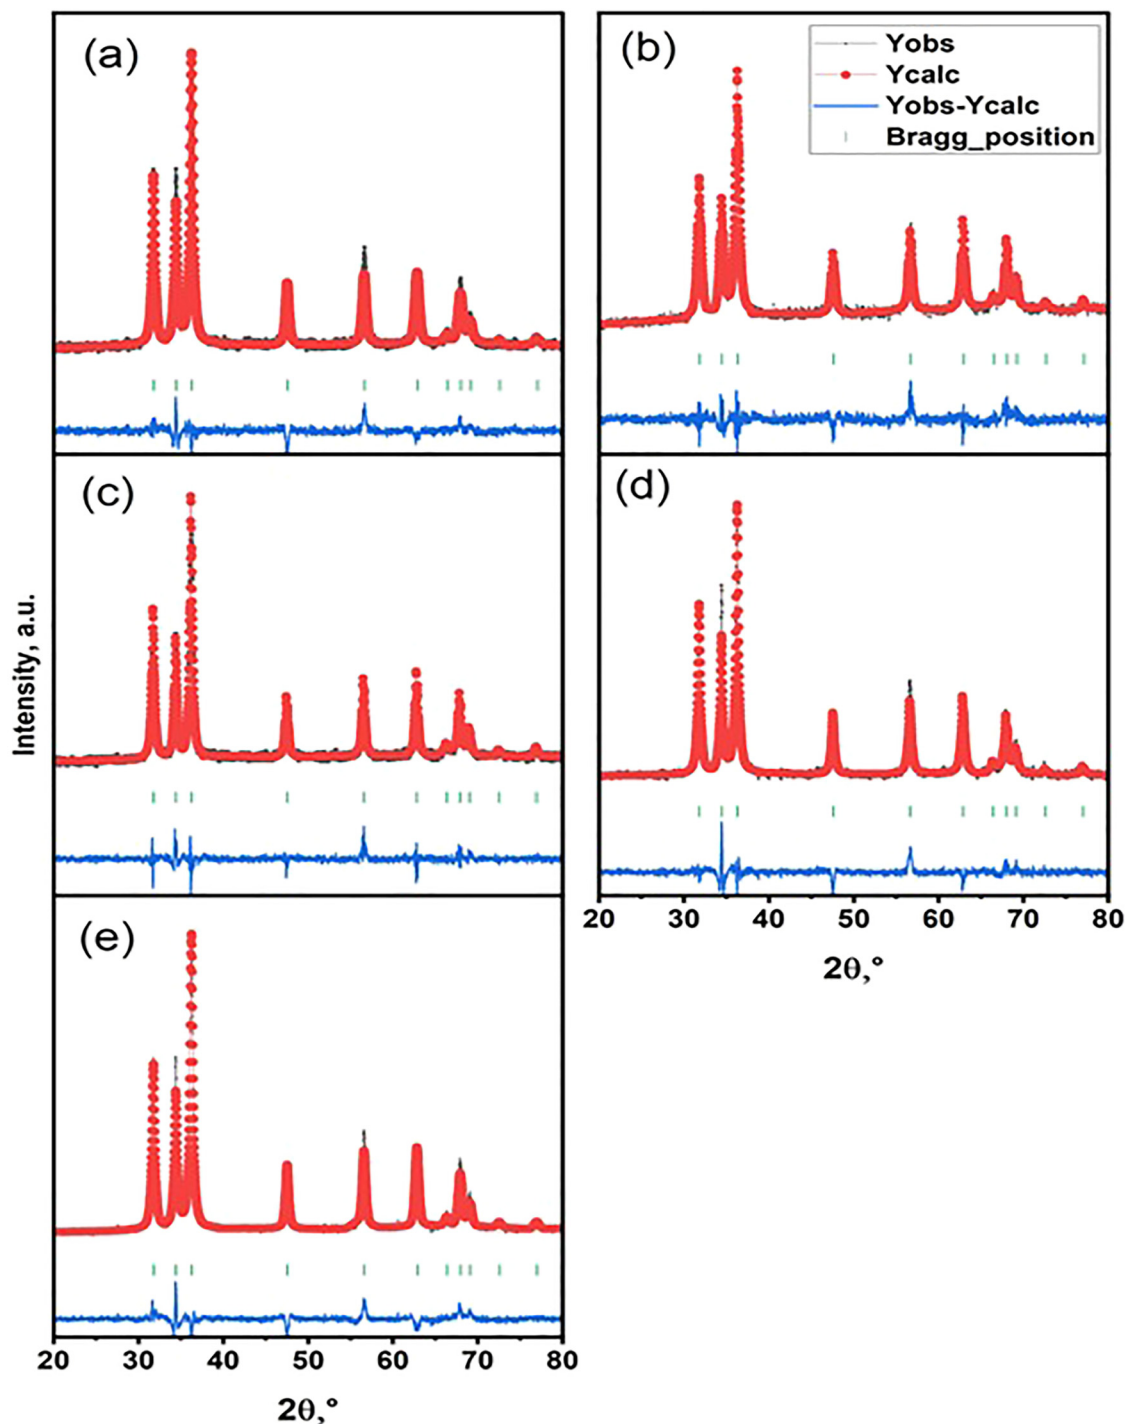 (a)
(b)
Yobs
Ycalc
Yobs-Ycalc
Bragg_position
(c)
(d)
Intensity, a.u.
20 30 40 50 60 70 80
2θ,°
(e)
20 30 40 50 60 70 80
2θ,°